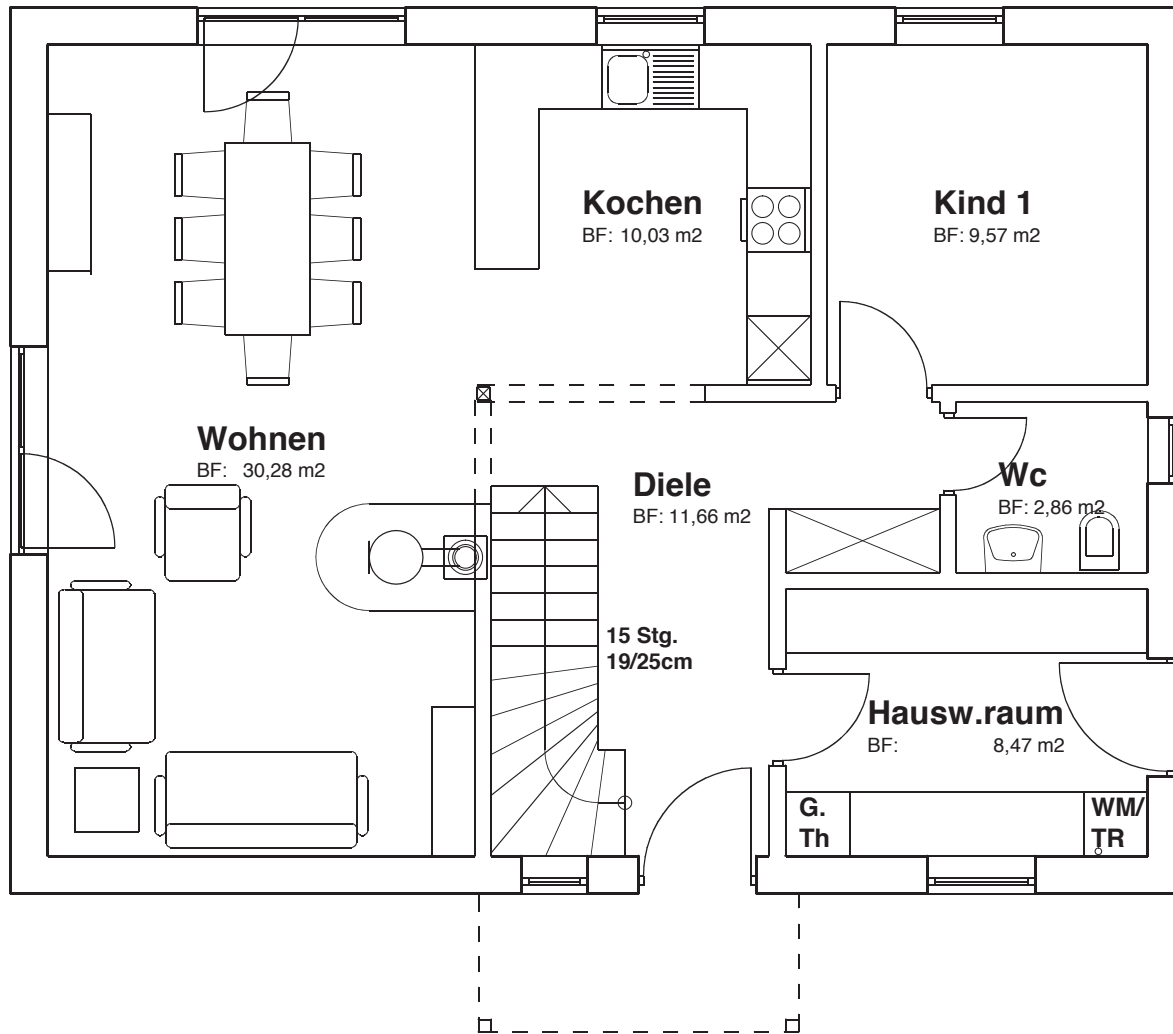 Kochen
BF: 10,03 m2
Kind 1
BF: 9,57 m2
Wohnen
BF: 30,28 m2
Diele
BF: 11,66 m2
Wc
BF: 2,86 m2
15 Stg.
19/25cm
Hausw.raum
BF: 8,47 m2
G.
Th
WM/
TR